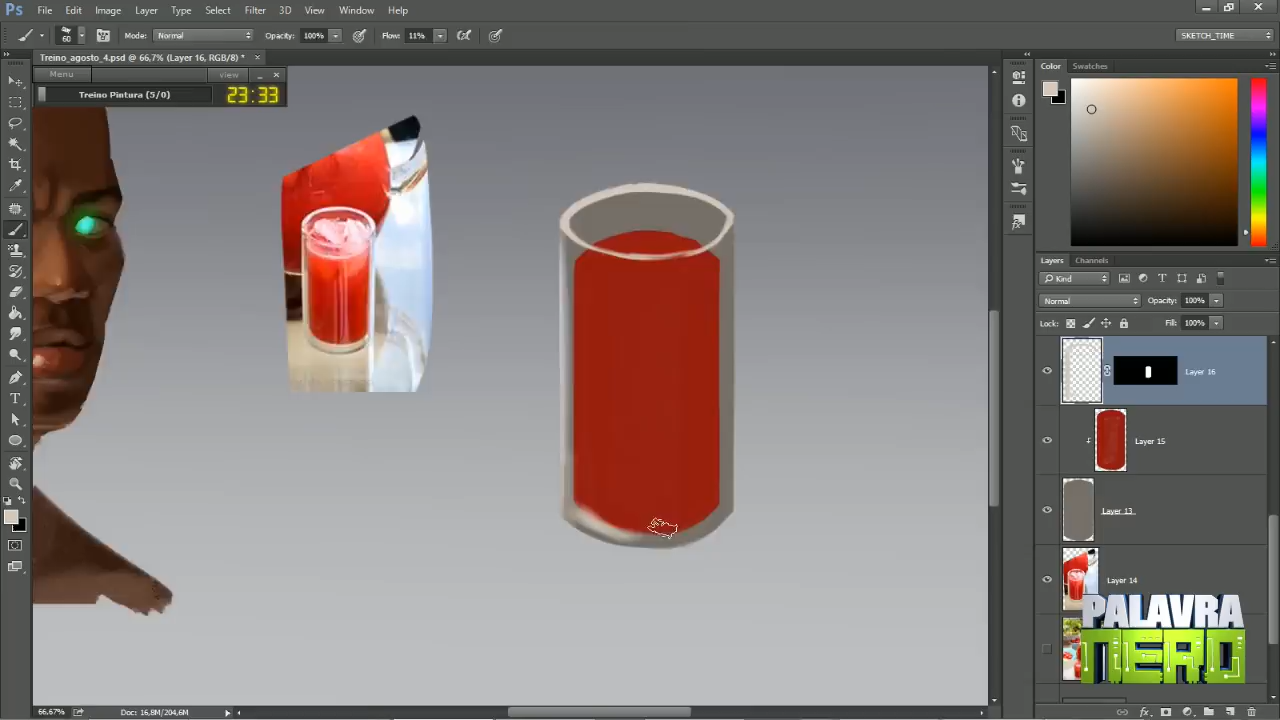 Ps File Edit Image Layer Type Select Filter 3D View Window Help
60 Mode: Normal Opacity: 100% Flow: 11% SKETCH_TIME
Treino_agosto_4.psd @ 66,7% (Layer 16, RGB/8) * ×
Menu view
Treino Pintura (5/0) 23:33
Color Swatches
Layers Channels
Kind
Normal Opacity: 100%
Lock: Fill: 100%
Layer 16
Layer 15
Layer 13
Layer 14
PALAVRA
NERD
66.67% Doc: 16,8M/204,6M